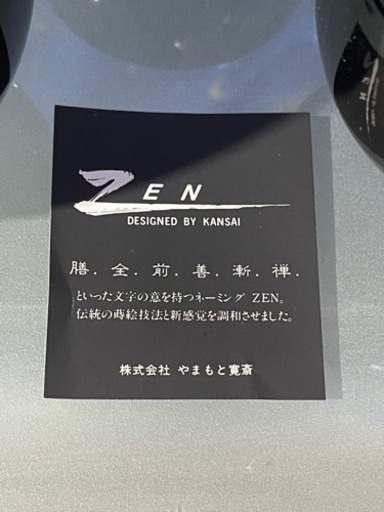 ZEN
DESIGNED BY KANSAI
膳.全.前.善.漸.禅.
といった文字の意を持つネーミング ZEN。
伝統の蒔絵技法と新感覚を調和させました。
株式会社 やまもと寛斎